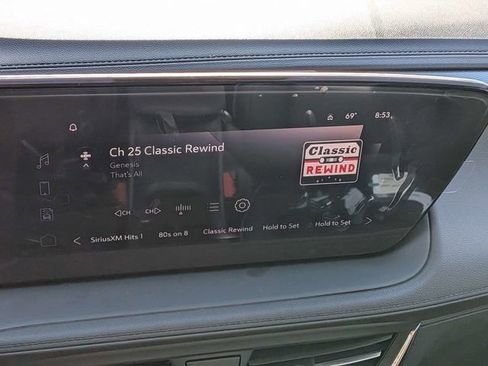 69° 8:53
Ch 25 Classic Rewind
Genesis
That's All
Classic
REWIND
◁CH CH▷
< SiriusXM Hits 1 80s on 8 Classic Rewind Hold to Set Hold to Set >